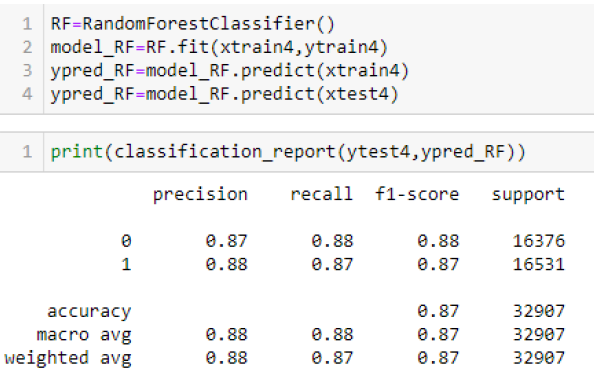 1 RF=RandomForestClassifier()
2 model_RF=RF.fit(xtrain4,ytrain4)
3 ypred_RF=model_RF.predict(xtrain4)
4 ypred_RF=model_RF.predict(xtest4)
1 print(classification_report(ytest4,ypred_RF))
precision recall f1-score support
0 0.87 0.88 0.88 16376
1 0.88 0.87 0.87 16531
accuracy 0.87 32907
macro avg 0.88 0.88 0.87 32907
weighted avg 0.88 0.87 0.87 32907